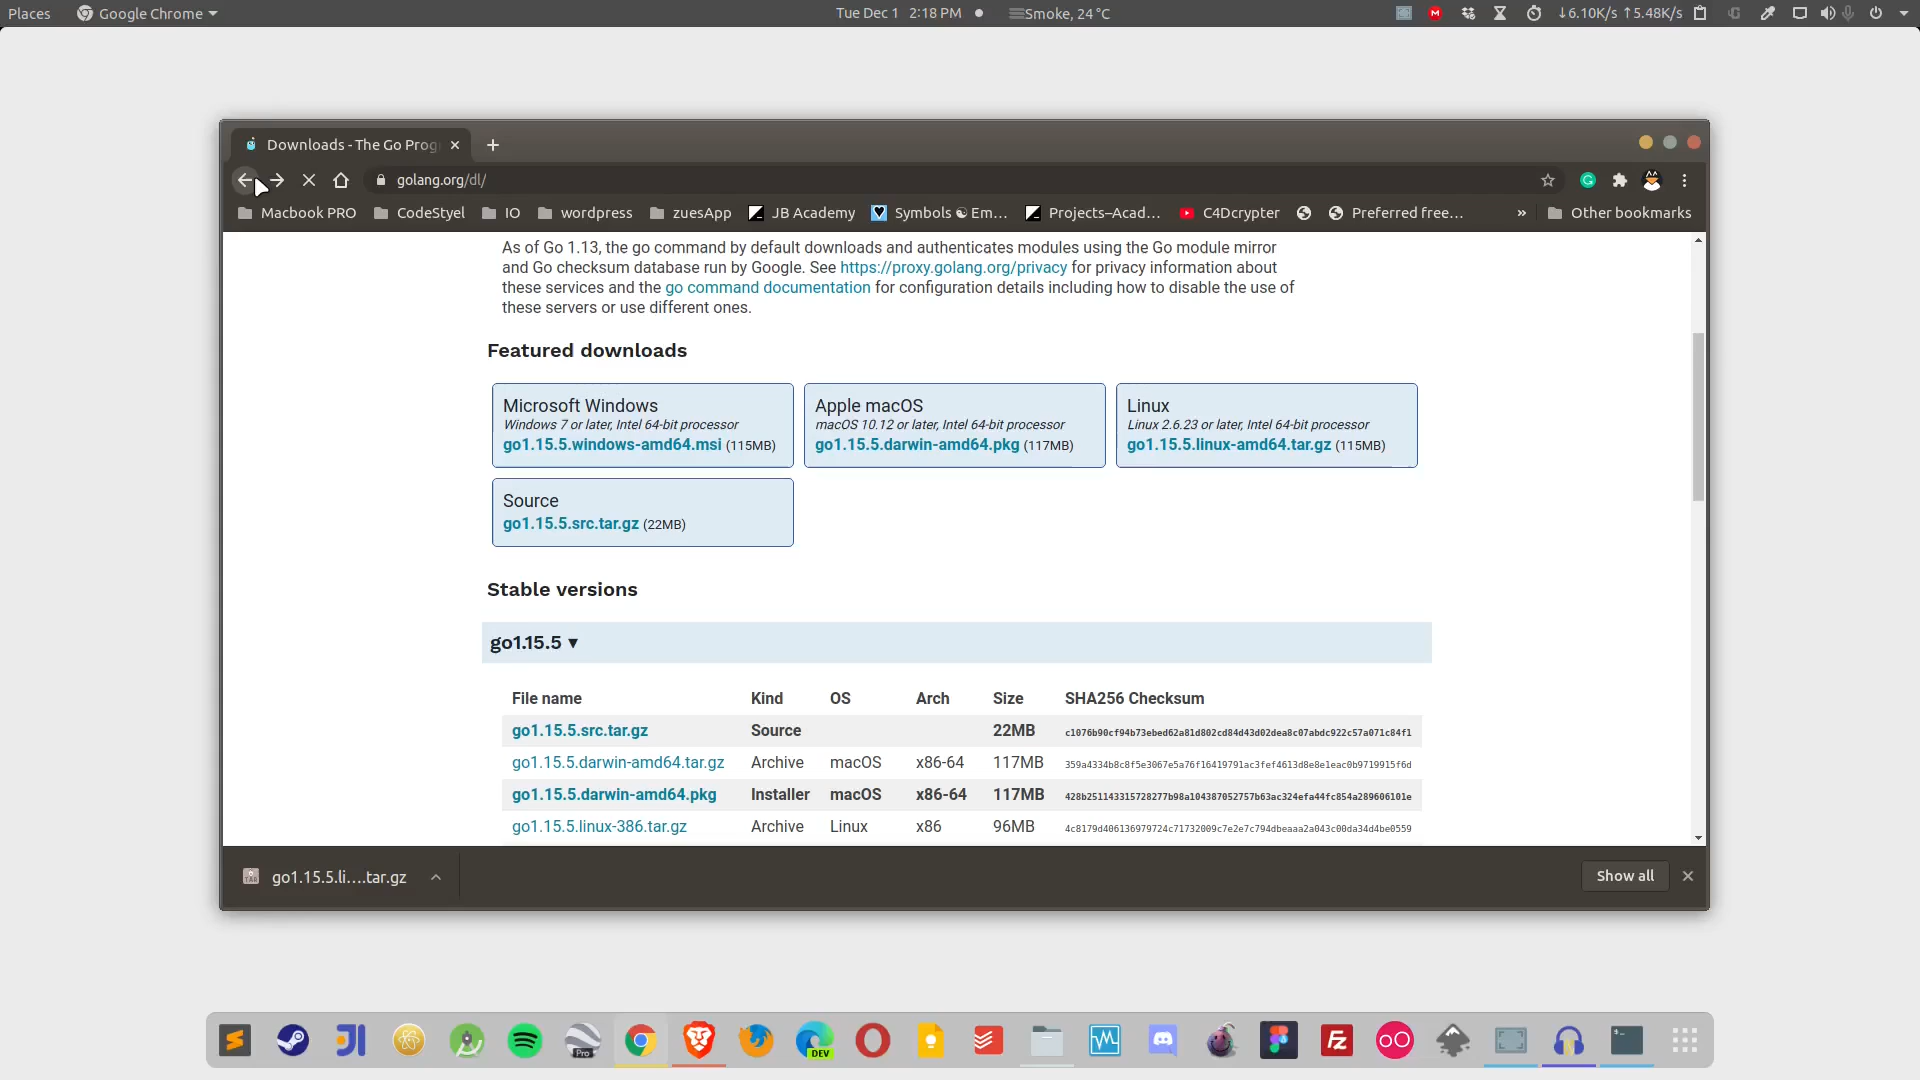 Places
Google Chrome
Tue Dec 1 2:18 PM
Smoke, 24 °C
↓6.10K/s ↑5.48K/s
Downloads - The Go Prog
golang.org/dl/
Macbook PRO
CodeStyel
IO
wordpress
zuesApp
JB Academy
Symbols ☯ Em…
Projects–Acad…
C4Dcrypter
Preferred free…
»
Other bookmarks
As of Go 1.13, the go command by default downloads and authenticates modules using the Go module mirror
and Go checksum database run by Google. See https://proxy.golang.org/privacy for privacy information about
these services and the go command documentation for configuration details including how to disable the use of
these servers or use different ones.
Featured downloads
Microsoft Windows
Windows 7 or later, Intel 64-bit processor
go1.15.5.windows-amd64.msi (115MB)
Apple macOS
macOS 10.12 or later, Intel 64-bit processor
go1.15.5.darwin-amd64.pkg (117MB)
Linux
Linux 2.6.23 or later, Intel 64-bit processor
go1.15.5.linux-amd64.tar.gz (115MB)
Source
go1.15.5.src.tar.gz (22MB)
Stable versions
go1.15.5 ▾
File name Kind OS Arch Size SHA256 Checksum
go1.15.5.src.tar.gz Source 22MB c1076b90cf94b73ebed62a81d802cd84d43d02dea8c07abdc922c57a071c84f1
go1.15.5.darwin-amd64.tar.gz Archive macOS x86-64 117MB 359a4334b8c8f5e3067e5a76f16419791ac3fef4613d8e8e1eac0b9719915f6d
go1.15.5.darwin-amd64.pkg Installer macOS x86-64 117MB 428b251143315728277b98a104387052757b63ac324efa44fc854a289606101e
go1.15.5.linux-386.tar.gz Archive Linux x86 96MB 4c8179d406136979724c71732009c7e2e7c794dbeaaa2a043c00da34d4be0559
go1.15.5.li….tar.gz
Show all
Pro
DEV